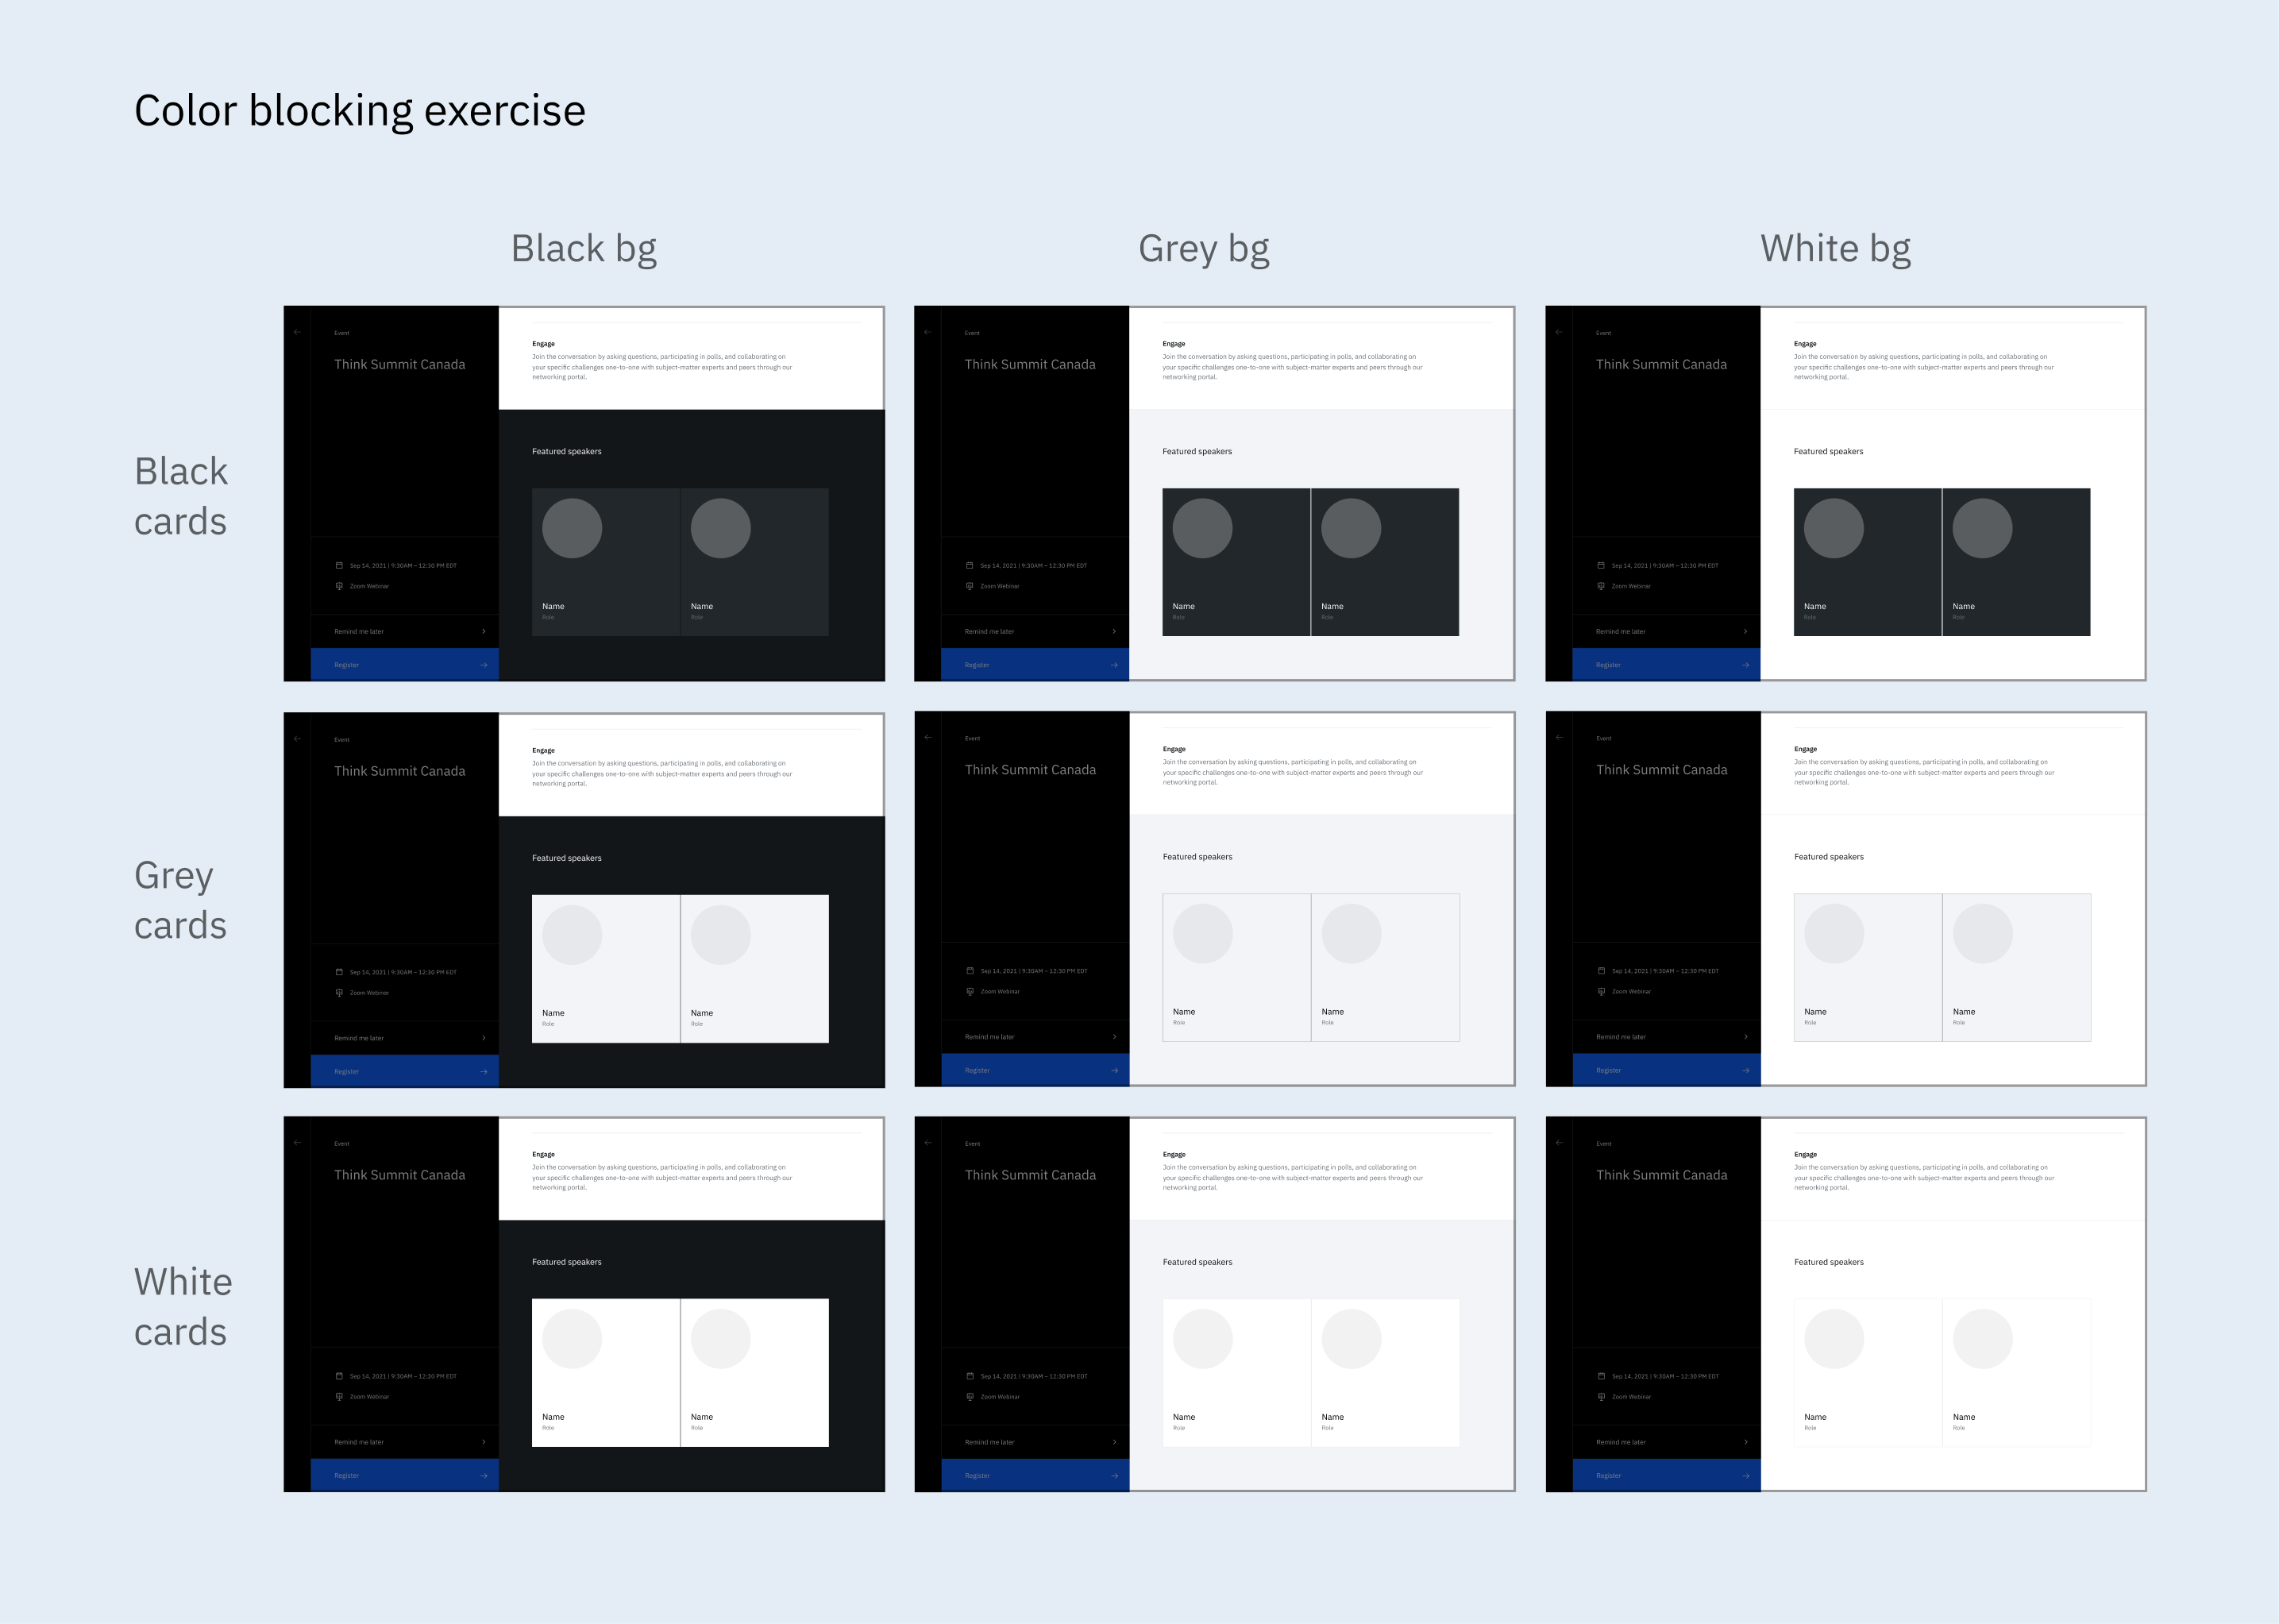 Color blocking exercise
Black bg
Grey bg
White bg
Black
cards
Event
Think Summit Canada
Sep 14, 2021 | 9:30AM – 12:30 PM EDT
Zoom Webinar
Remind me later
Register
Engage
Join the conversation by asking questions, participating in polls, and collaborating on
your specific challenges one-to-one with subject-matter experts and peers through our
networking portal.
Featured speakers
Name
Role
Name
Role
Event
Think Summit Canada
Sep 14, 2021 | 9:30AM – 12:30 PM EDT
Zoom Webinar
Remind me later
Register
Engage
Join the conversation by asking questions, participating in polls, and collaborating on
your specific challenges one-to-one with subject-matter experts and peers through our
networking portal.
Featured speakers
Name
Role
Name
Role
Event
Think Summit Canada
Sep 14, 2021 | 9:30AM – 12:30 PM EDT
Zoom Webinar
Remind me later
Register
Engage
Join the conversation by asking questions, participating in polls, and collaborating on
your specific challenges one-to-one with subject-matter experts and peers through our
networking portal.
Featured speakers
Name
Role
Name
Role
Grey
cards
Event
Think Summit Canada
Sep 14, 2021 | 9:30AM – 12:30 PM EDT
Zoom Webinar
Remind me later
Register
Engage
Join the conversation by asking questions, participating in polls, and collaborating on
your specific challenges one-to-one with subject-matter experts and peers through our
networking portal.
Featured speakers
Name
Role
Name
Role
Event
Think Summit Canada
Sep 14, 2021 | 9:30AM – 12:30 PM EDT
Zoom Webinar
Remind me later
Register
Engage
Join the conversation by asking questions, participating in polls, and collaborating on
your specific challenges one-to-one with subject-matter experts and peers through our
networking portal.
Featured speakers
Name
Role
Name
Role
Event
Think Summit Canada
Sep 14, 2021 | 9:30AM – 12:30 PM EDT
Zoom Webinar
Remind me later
Register
Engage
Join the conversation by asking questions, participating in polls, and collaborating on
your specific challenges one-to-one with subject-matter experts and peers through our
networking portal.
Featured speakers
Name
Role
Name
Role
White
cards
Event
Think Summit Canada
Sep 14, 2021 | 9:30AM – 12:30 PM EDT
Zoom Webinar
Remind me later
Register
Engage
Join the conversation by asking questions, participating in polls, and collaborating on
your specific challenges one-to-one with subject-matter experts and peers through our
networking portal.
Featured speakers
Name
Role
Name
Role
Event
Think Summit Canada
Sep 14, 2021 | 9:30AM – 12:30 PM EDT
Zoom Webinar
Remind me later
Register
Engage
Join the conversation by asking questions, participating in polls, and collaborating on
your specific challenges one-to-one with subject-matter experts and peers through our
networking portal.
Featured speakers
Name
Role
Name
Role
Event
Think Summit Canada
Sep 14, 2021 | 9:30AM – 12:30 PM EDT
Zoom Webinar
Remind me later
Register
Engage
Join the conversation by asking questions, participating in polls, and collaborating on
your specific challenges one-to-one with subject-matter experts and peers through our
networking portal.
Featured speakers
Name
Role
Name
Role